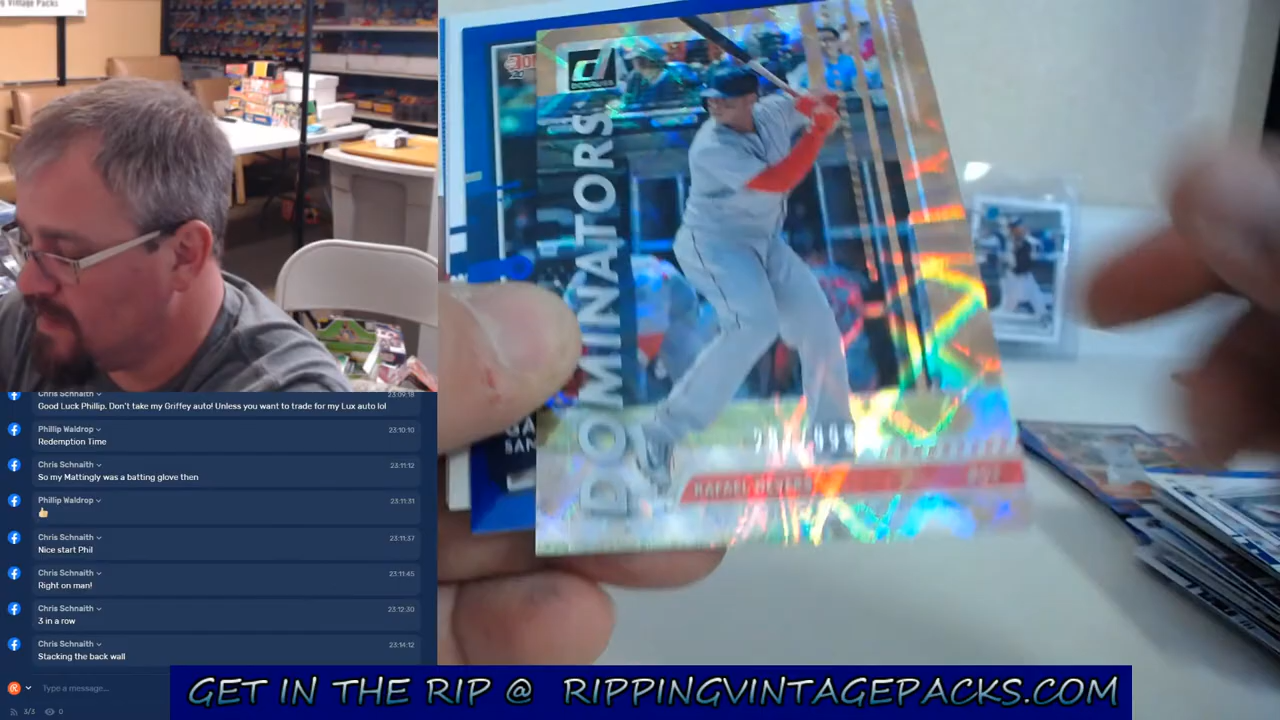 g Vintage Packs
DONRUSS
DOMINATORS
RAFAEL DEVERS
Chris Schnaith 23:09:18
Good Luck Phillip. Don't take my Griffey auto! Unless you want to trade for my Lux auto lol
Phillip Waldrop 23:10:10
Redemption Time
Chris Schnaith 23:11:12
So my Mattingly was a batting glove then
Phillip Waldrop 23:11:31
👍
Chris Schnaith 23:11:37
Nice start Phil
Chris Schnaith 23:11:45
Right on man!
Chris Schnaith 23:12:30
3 in a row
Chris Schnaith 23:14:12
Stacking the back wall
Type a message...
3/3 0
GET IN THE RIP @ RIPPINGVINTAGEPACKS.COM